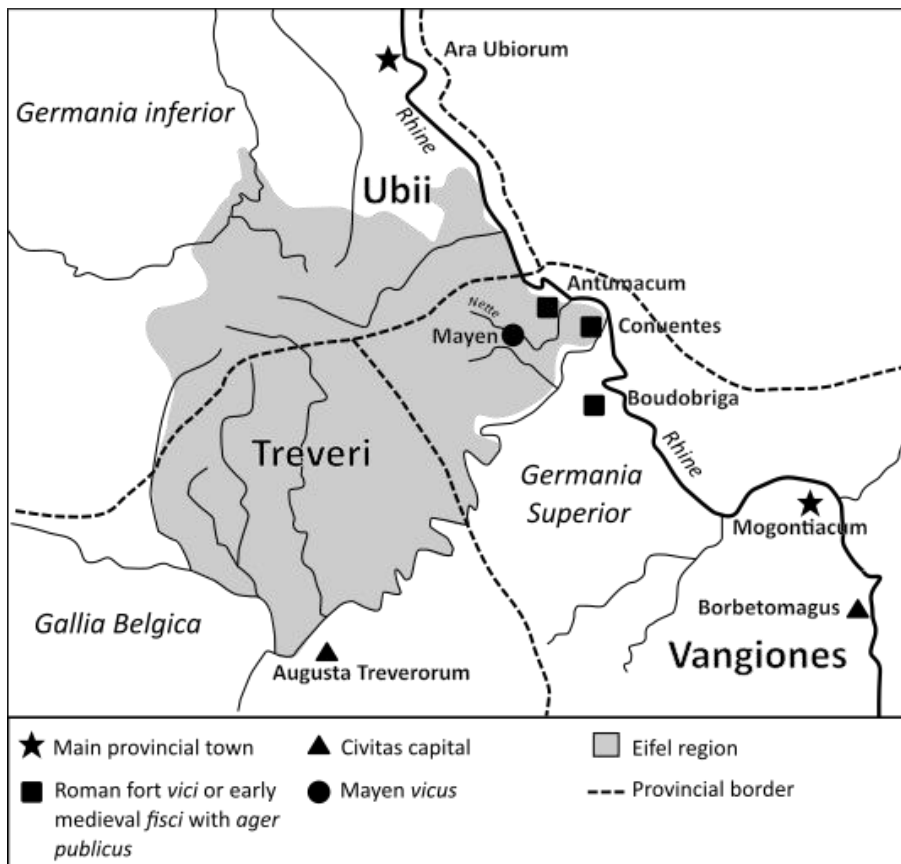 Ara Ubiorum
Germania inferior
Rhine
Ubii
Antumacum
Nette
Mayen
Conuentes
Boudobriga
Treveri
Rhine
Germania
Superior
Mogontiacum
Gallia Belgica
Borbetomagus
Vangiones
Augusta Treverorum
Main provincial town
Civitas capital
Eifel region
Roman fort vici or early
medieval fisci with ager
publicus
Mayen vicus
Provincial border